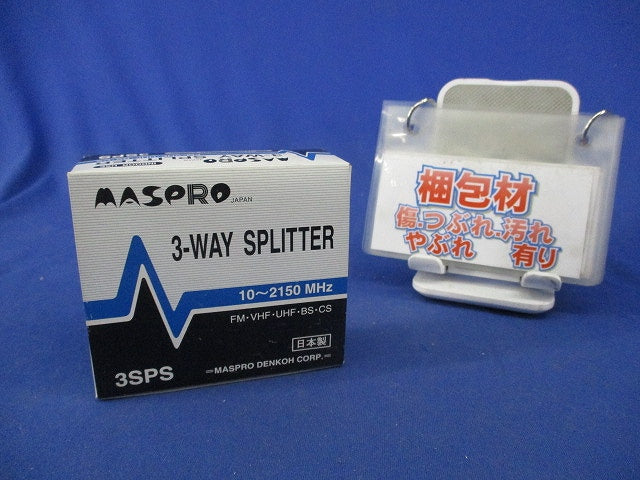 MASPRO
JAPAN
3-WAY SPLITTER
10~2150 MHz
FM・VHF・UHF・BS・CS
日本製
3SPS
=MASPRO DENKOH CORP.=
梱包材
傷.つぶれ.汚れ
やぶれ 有り